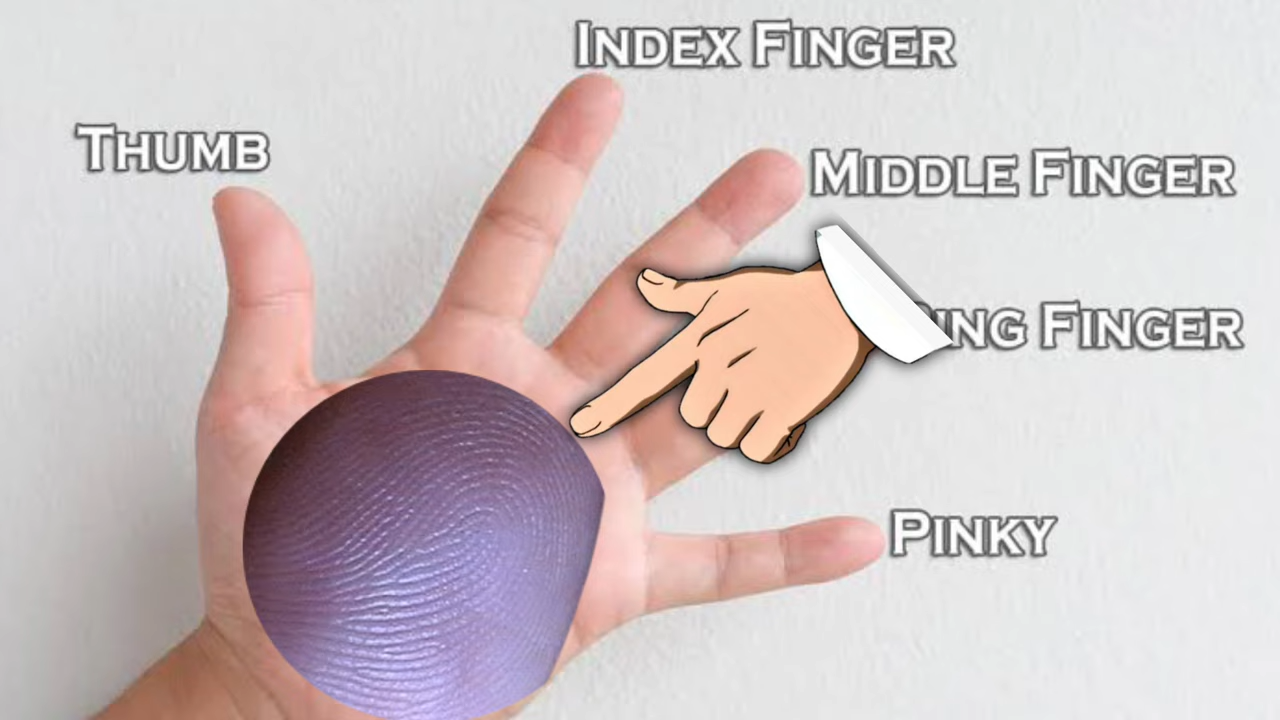 Index Finger
Thumb
Middle Finger
ing Finger
Pinky